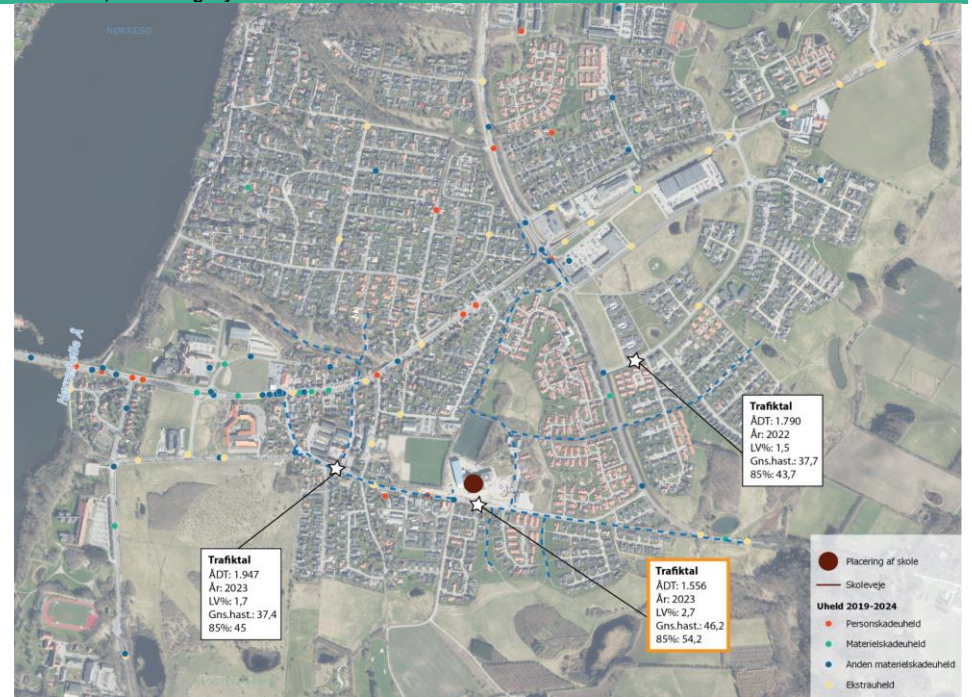 NØRRESØ
Trafiktal
ÅDT: 1.790
År: 2022
LV%: 1,5
Gns.hast.: 37,7
85%: 43,7
Trafiktal
ÅDT: 1.947
År: 2023
LV%: 1,7
Gns.hast.: 37,4
85%: 45
Trafiktal
ÅDT: 1.556
År: 2023
LV%: 2,7
Gns.hast.: 46,2
85%: 54,2
Placering af skole
Skoleveje
Uheld 2019-2024
Personskadeuheld
Materielskadeuheld
Anden materielskadeuheld
Ekstrauheld